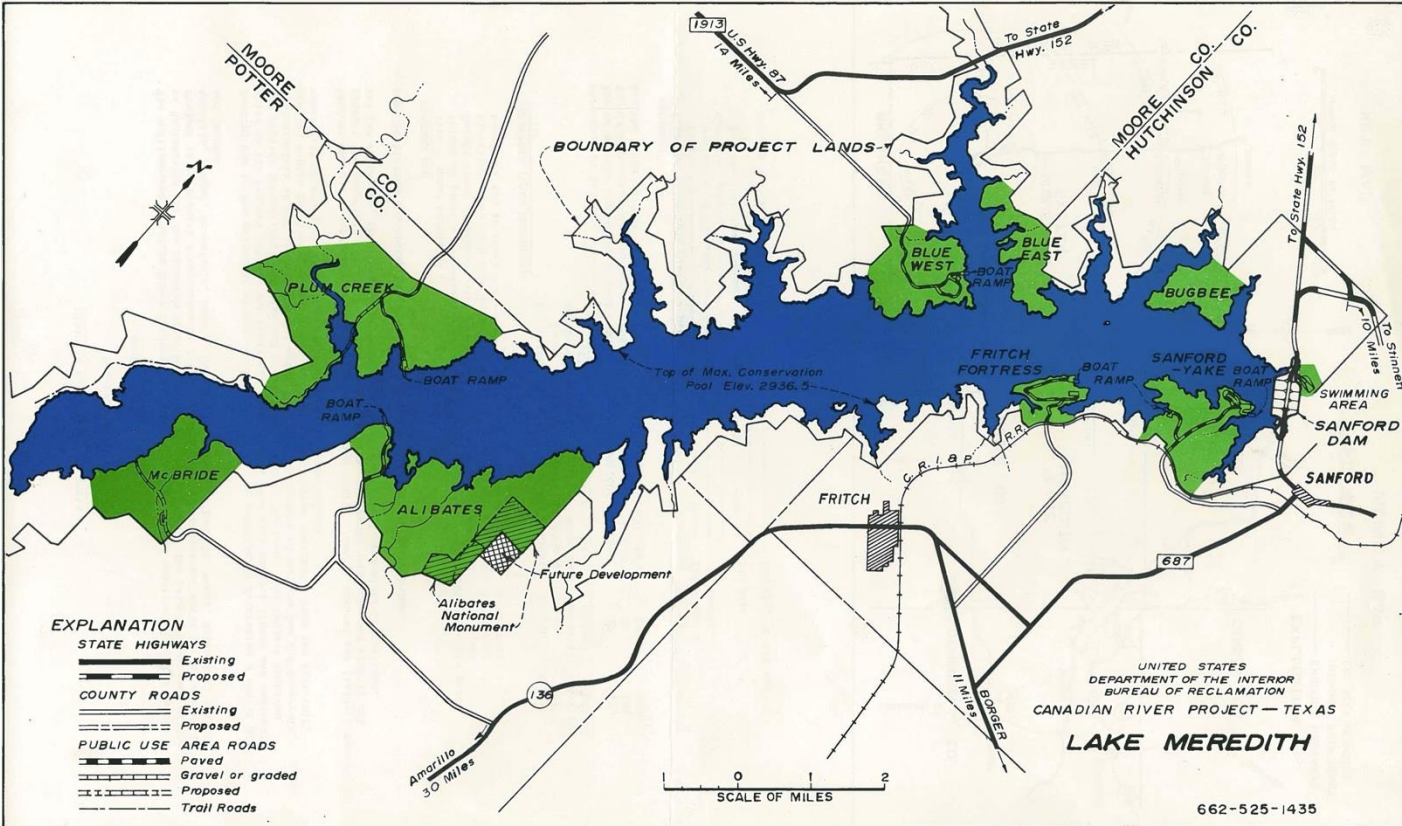 1913
U.S. Hwy. 87
14 Miles
To State
Hwy. 152
MOORE
POTTER
CO.
CO.
MOORE CO.
HUTCHINSON CO.
N
BOUNDARY OF PROJECT LANDS
To State Hwy. 152
PLUM CREEK
BLUE
WEST
BLUE
EAST
BOAT
RAMP
BUGBEE
To Stinnett
10 Miles
BOAT RAMP
Top of Max. Conservation
Pool Elev. 2936.5
FRITCH
FORTRESS
BOAT
RAMP
SANFORD
-YAKE
BOAT
RAMP
SWIMMING
AREA
SANFORD
DAM
BOAT
RAMP
McBRIDE
ALIBATES
C. R. I. & P. R.R.
FRITCH
SANFORD
687
Future Development
Alibates
National
Monument
136
Amarillo
30 Miles
BORGER
11 Miles
EXPLANATION
STATE HIGHWAYS
Existing
Proposed
COUNTY ROADS
Existing
Proposed
PUBLIC USE AREA ROADS
Paved
Gravel or graded
Proposed
Trail Roads
1 0 1 2
SCALE OF MILES
UNITED STATES
DEPARTMENT OF THE INTERIOR
BUREAU OF RECLAMATION
CANADIAN RIVER PROJECT — TEXAS
LAKE MEREDITH
662-525-1435